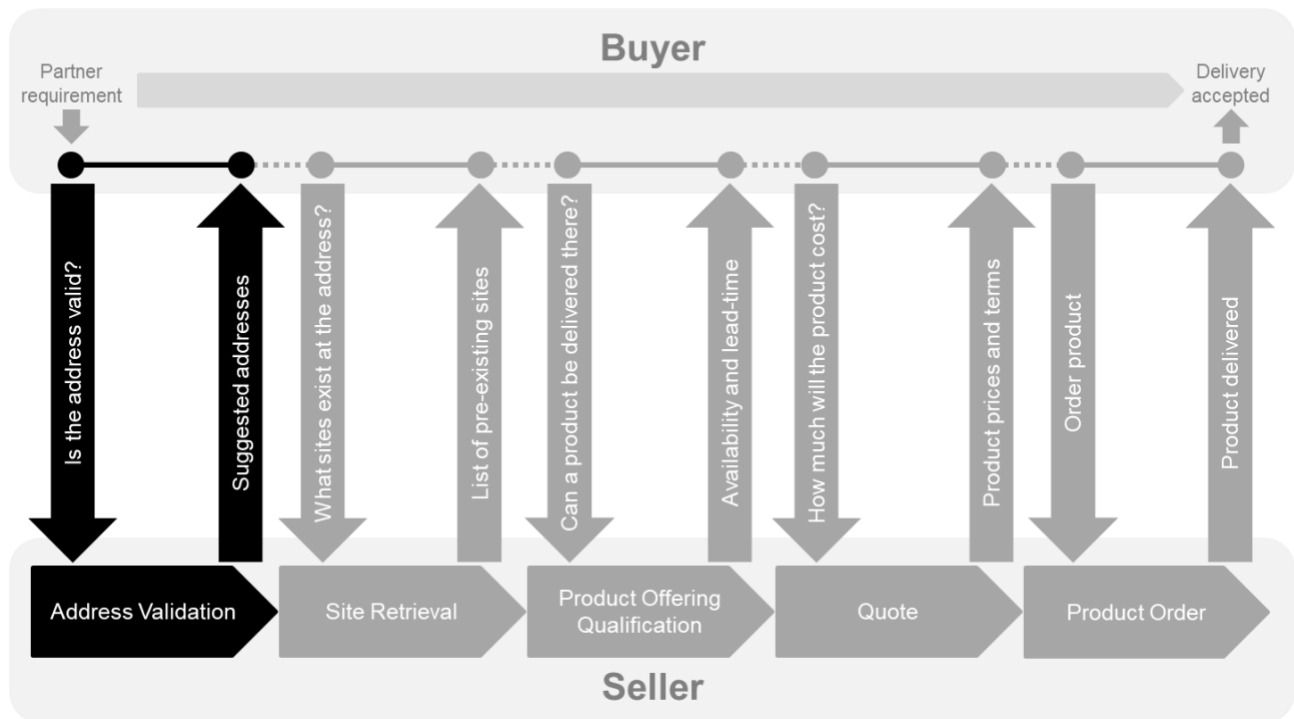 Buyer
Partner
requirement
Delivery
accepted
Is the address valid?
Suggested addresses
What sites exist at the address?
List of pre-existing sites
Can a product be delivered there?
Availability and lead-time
How much will the product cost?
Product prices and terms
Order product
Product delivered
Address Validation
Site Retrieval
Product Offering
Qualification
Quote
Product Order
Seller